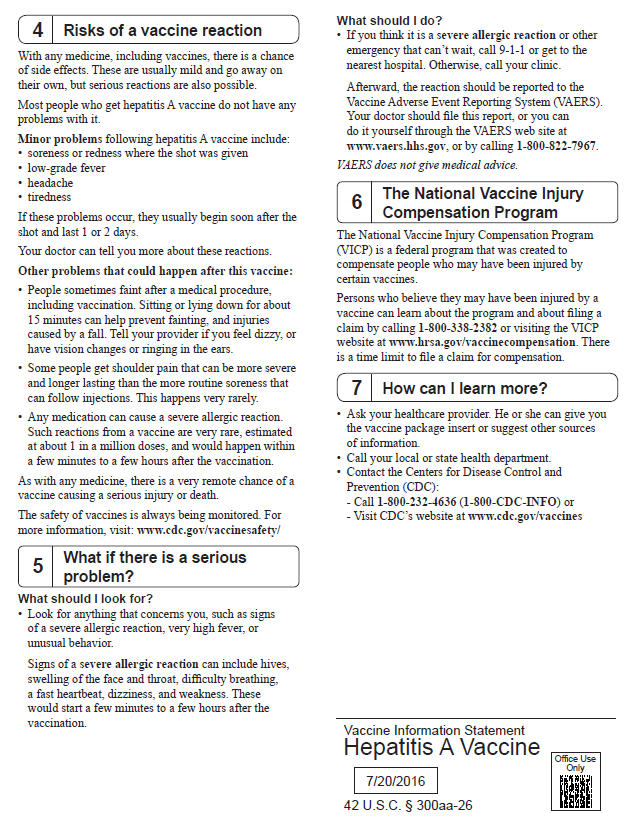 4 Risks of a vaccine reaction
With any medicine, including vaccines, there is a chance
of side effects. These are usually mild and go away on
their own, but serious reactions are also possible.
Most people who get hepatitis A vaccine do not have any
problems with it.
Minor problems following hepatitis A vaccine include:
• soreness or redness where the shot was given
• low-grade fever
• headache
• tiredness
If these problems occur, they usually begin soon after the
shot and last 1 or 2 days.
Your doctor can tell you more about these reactions.
Other problems that could happen after this vaccine:
• People sometimes faint after a medical procedure,
including vaccination. Sitting or lying down for about
15 minutes can help prevent fainting, and injuries
caused by a fall. Tell your provider if you feel dizzy, or
have vision changes or ringing in the ears.
• Some people get shoulder pain that can be more severe
and longer lasting than the more routine soreness that
can follow injections. This happens very rarely.
• Any medication can cause a severe allergic reaction.
Such reactions from a vaccine are very rare, estimated
at about 1 in a million doses, and would happen within
a few minutes to a few hours after the vaccination.
As with any medicine, there is a very remote chance of a
vaccine causing a serious injury or death.
The safety of vaccines is always being monitored. For
more information, visit: www.cdc.gov/vaccinesafety/
5 What if there is a serious
problem?
What should I look for?
• Look for anything that concerns you, such as signs
of a severe allergic reaction, very high fever, or
unusual behavior.
Signs of a severe allergic reaction can include hives,
swelling of the face and throat, difficulty breathing,
a fast heartbeat, dizziness, and weakness. These
would start a few minutes to a few hours after the
vaccination.
What should I do?
• If you think it is a severe allergic reaction or other
emergency that can't wait, call 9-1-1 or get to the
nearest hospital. Otherwise, call your clinic.
Afterward, the reaction should be reported to the
Vaccine Adverse Event Reporting System (VAERS).
Your doctor should file this report, or you can
do it yourself through the VAERS web site at
www.vaers.hhs.gov, or by calling 1-800-822-7967.
VAERS does not give medical advice.
6 The National Vaccine Injury
Compensation Program
The National Vaccine Injury Compensation Program
(VICP) is a federal program that was created to
compensate people who may have been injured by
certain vaccines.
Persons who believe they may have been injured by a
vaccine can learn about the program and about filing a
claim by calling 1-800-338-2382 or visiting the VICP
website at www.hrsa.gov/vaccinecompensation. There
is a time limit to file a claim for compensation.
7 How can I learn more?
• Ask your healthcare provider. He or she can give you
the vaccine package insert or suggest other sources
of information.
• Call your local or state health department.
• Contact the Centers for Disease Control and
Prevention (CDC):
- Call 1-800-232-4636 (1-800-CDC-INFO) or
- Visit CDC's website at www.cdc.gov/vaccines
Vaccine Information Statement
Hepatitis A Vaccine
7/20/2016
42 U.S.C. § 300aa-26
Office Use
Only